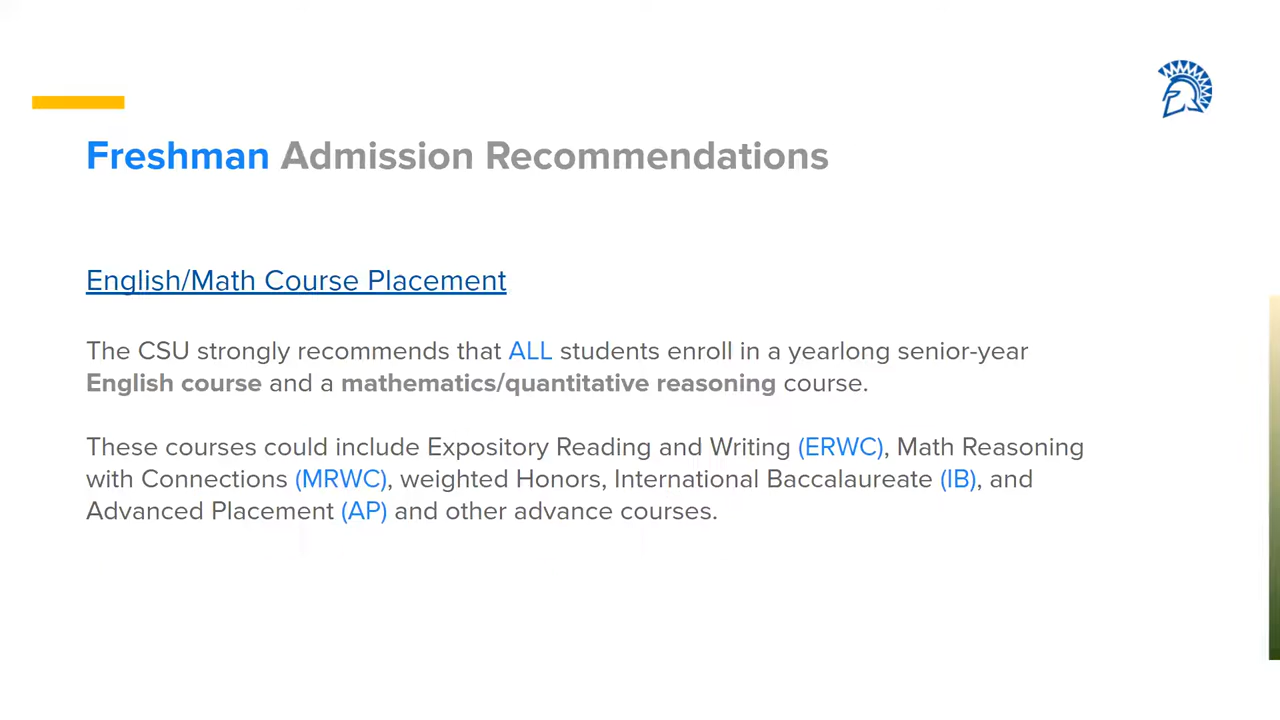 Freshman Admission Recommendations
English/Math Course Placement
The CSU strongly recommends that ALL students enroll in a yearlong senior-year
English course and a mathematics/quantitative reasoning course.
These courses could include Expository Reading and Writing (ERWC), Math Reasoning
with Connections (MRWC), weighted Honors, International Baccalaureate (IB), and
Advanced Placement (AP) and other advance courses.